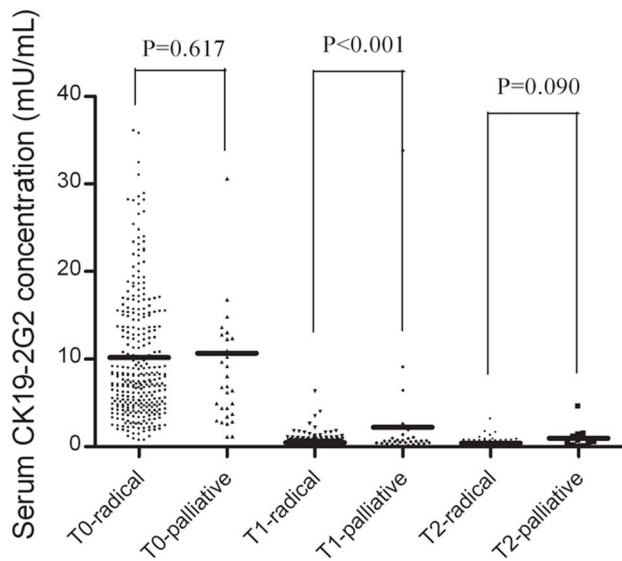 P=0.617
P<0.001
P=0.090
Serum CK19-2G2 concentration (mU/mL)
40
30
20
10
0
T0-radical
T0-palliative
T1-radical
T1-palliative
T2-radical
T2-palliative